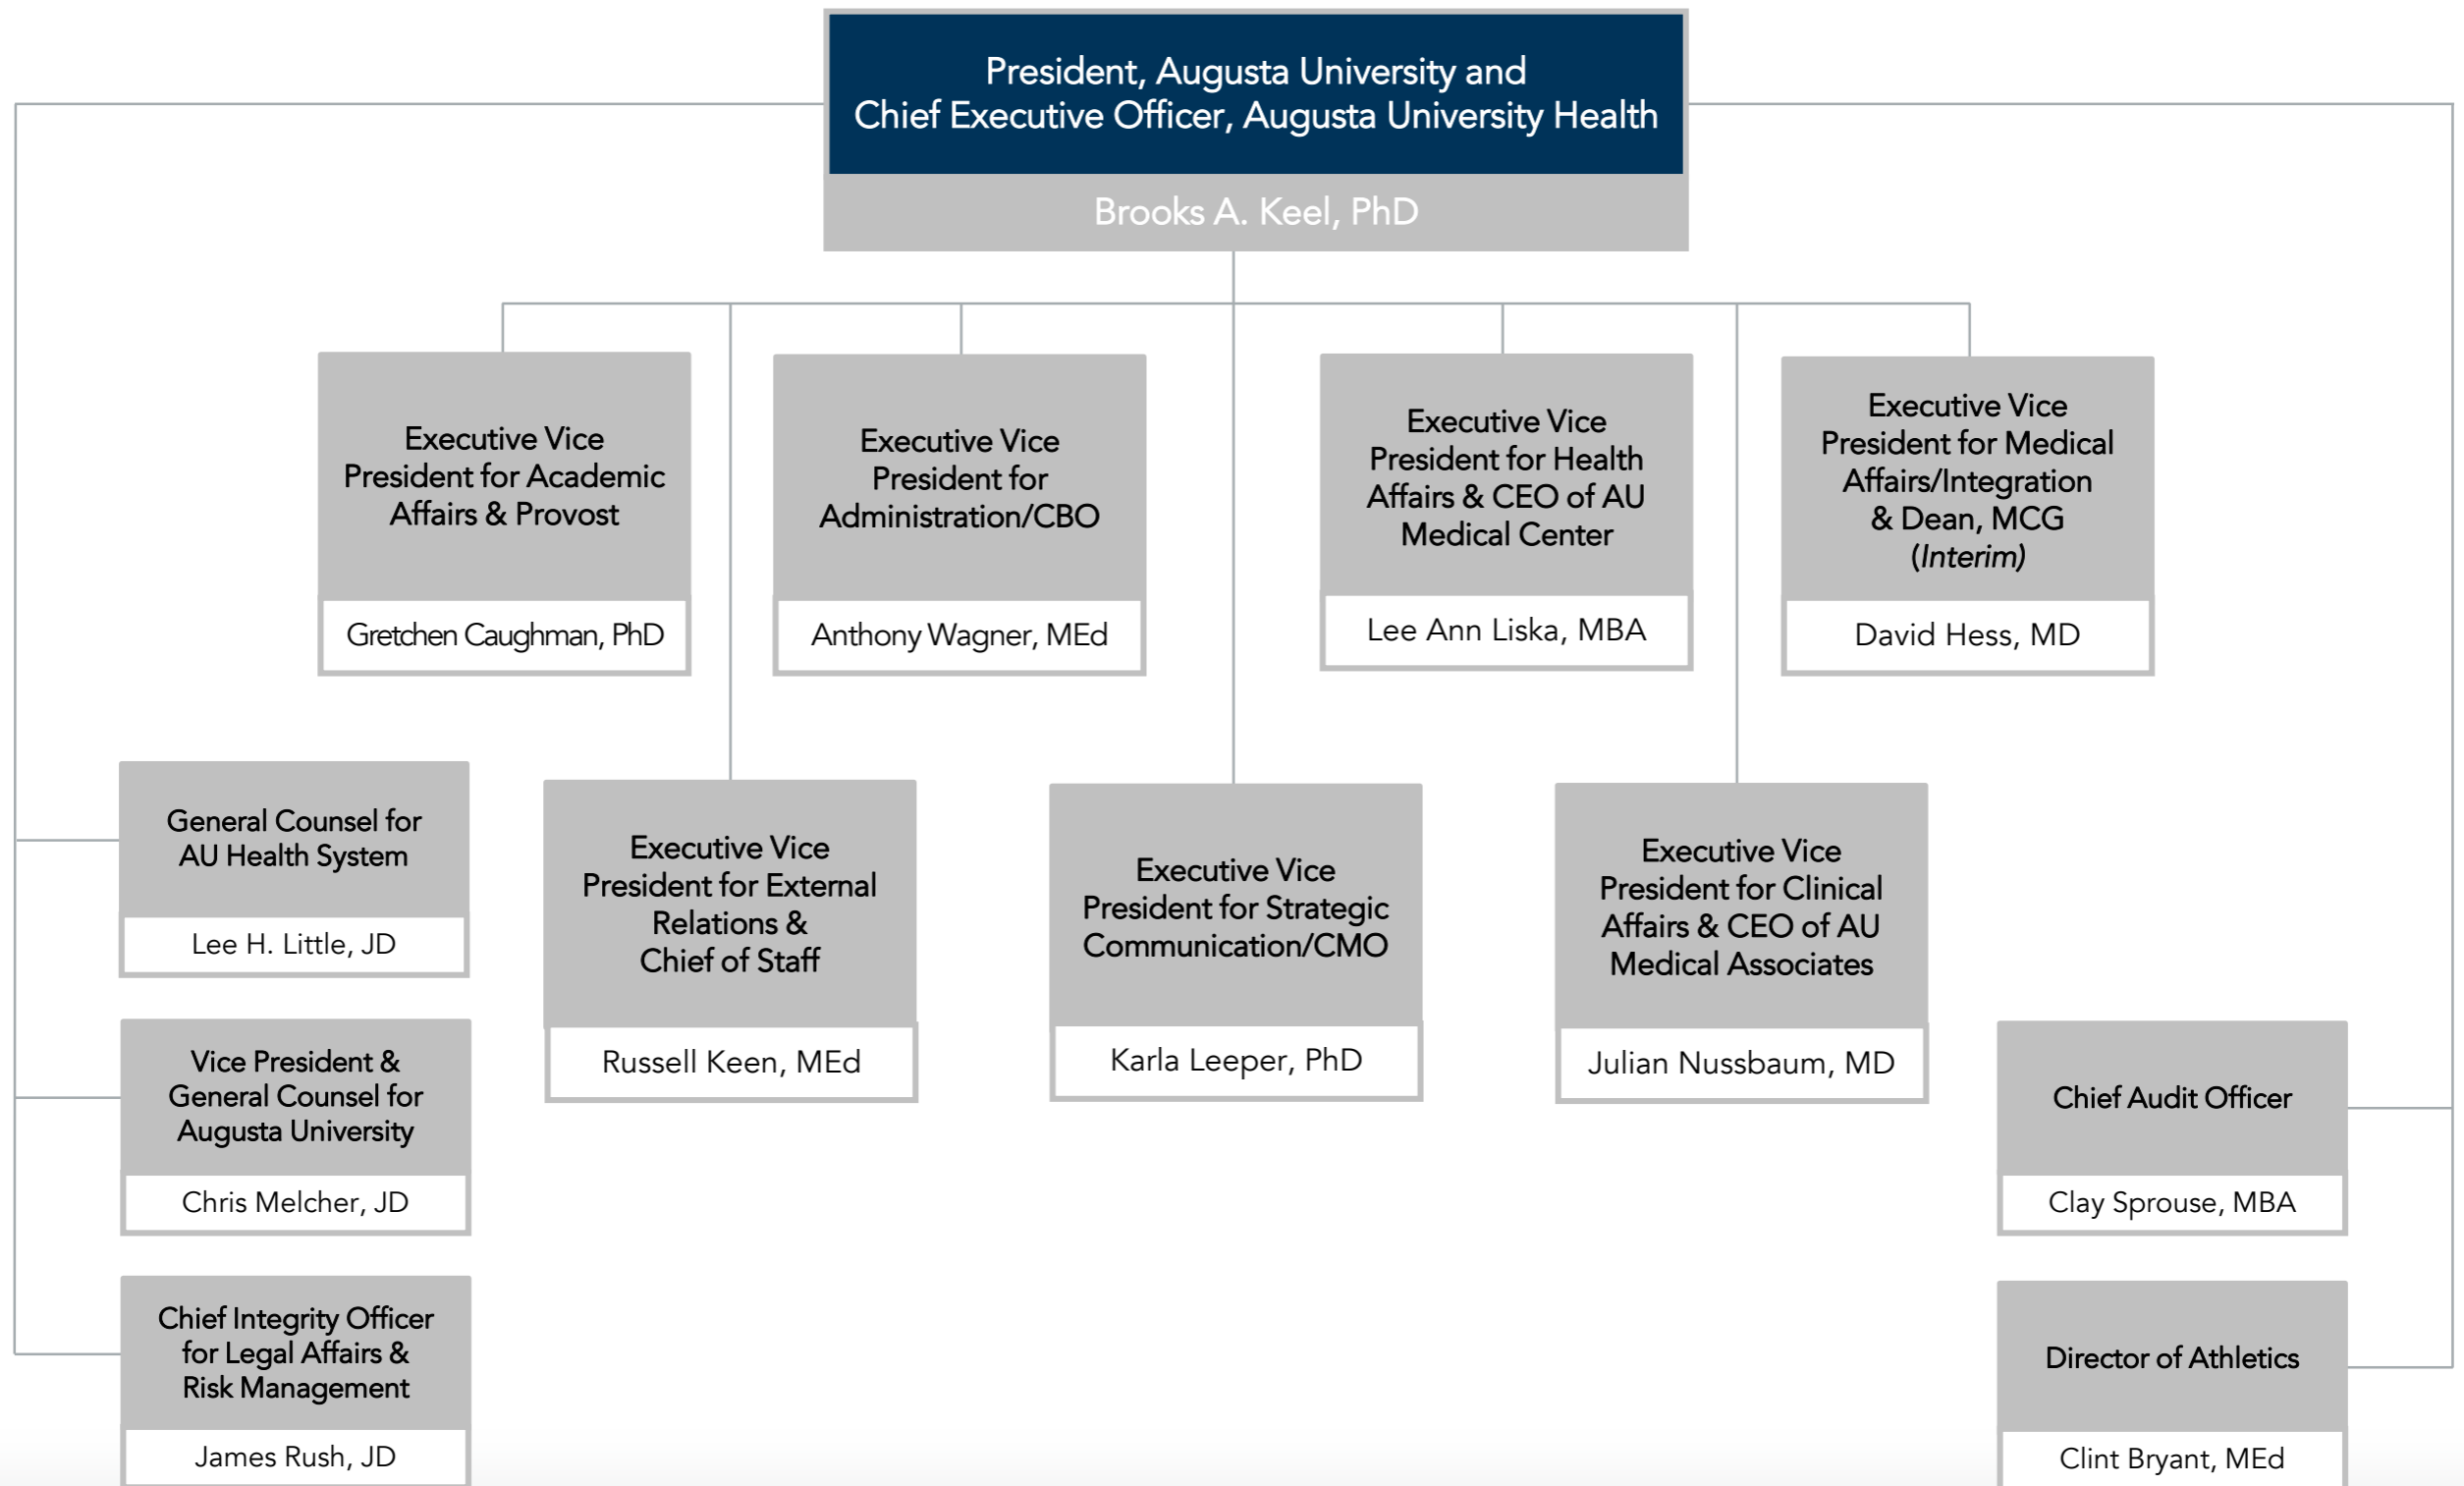 President, Augusta University and
Chief Executive Officer, Augusta University Health
Brooks A. Keel, PhD
Executive Vice
President for Academic
Affairs & Provost
Gretchen Caughman, PhD
Executive Vice
President for
Administration/CBO
Anthony Wagner, MEd
Executive Vice
President for Health
Affairs & CEO of AU
Medical Center
Lee Ann Liska, MBA
Executive Vice
President for Medical
Affairs/Integration
& Dean, MCG
(Interim)
David Hess, MD
General Counsel for
AU Health System
Lee H. Little, JD
Executive Vice
President for External
Relations &
Chief of Staff
Russell Keen, MEd
Executive Vice
President for Strategic
Communication/CMO
Karla Leeper, PhD
Executive Vice
President for Clinical
Affairs & CEO of AU
Medical Associates
Julian Nussbaum, MD
Vice President &
General Counsel for
Augusta University
Chris Melcher, JD
Chief Audit Officer
Clay Sprouse, MBA
Chief Integrity Officer
for Legal Affairs &
Risk Management
James Rush, JD
Director of Athletics
Clint Bryant, MEd